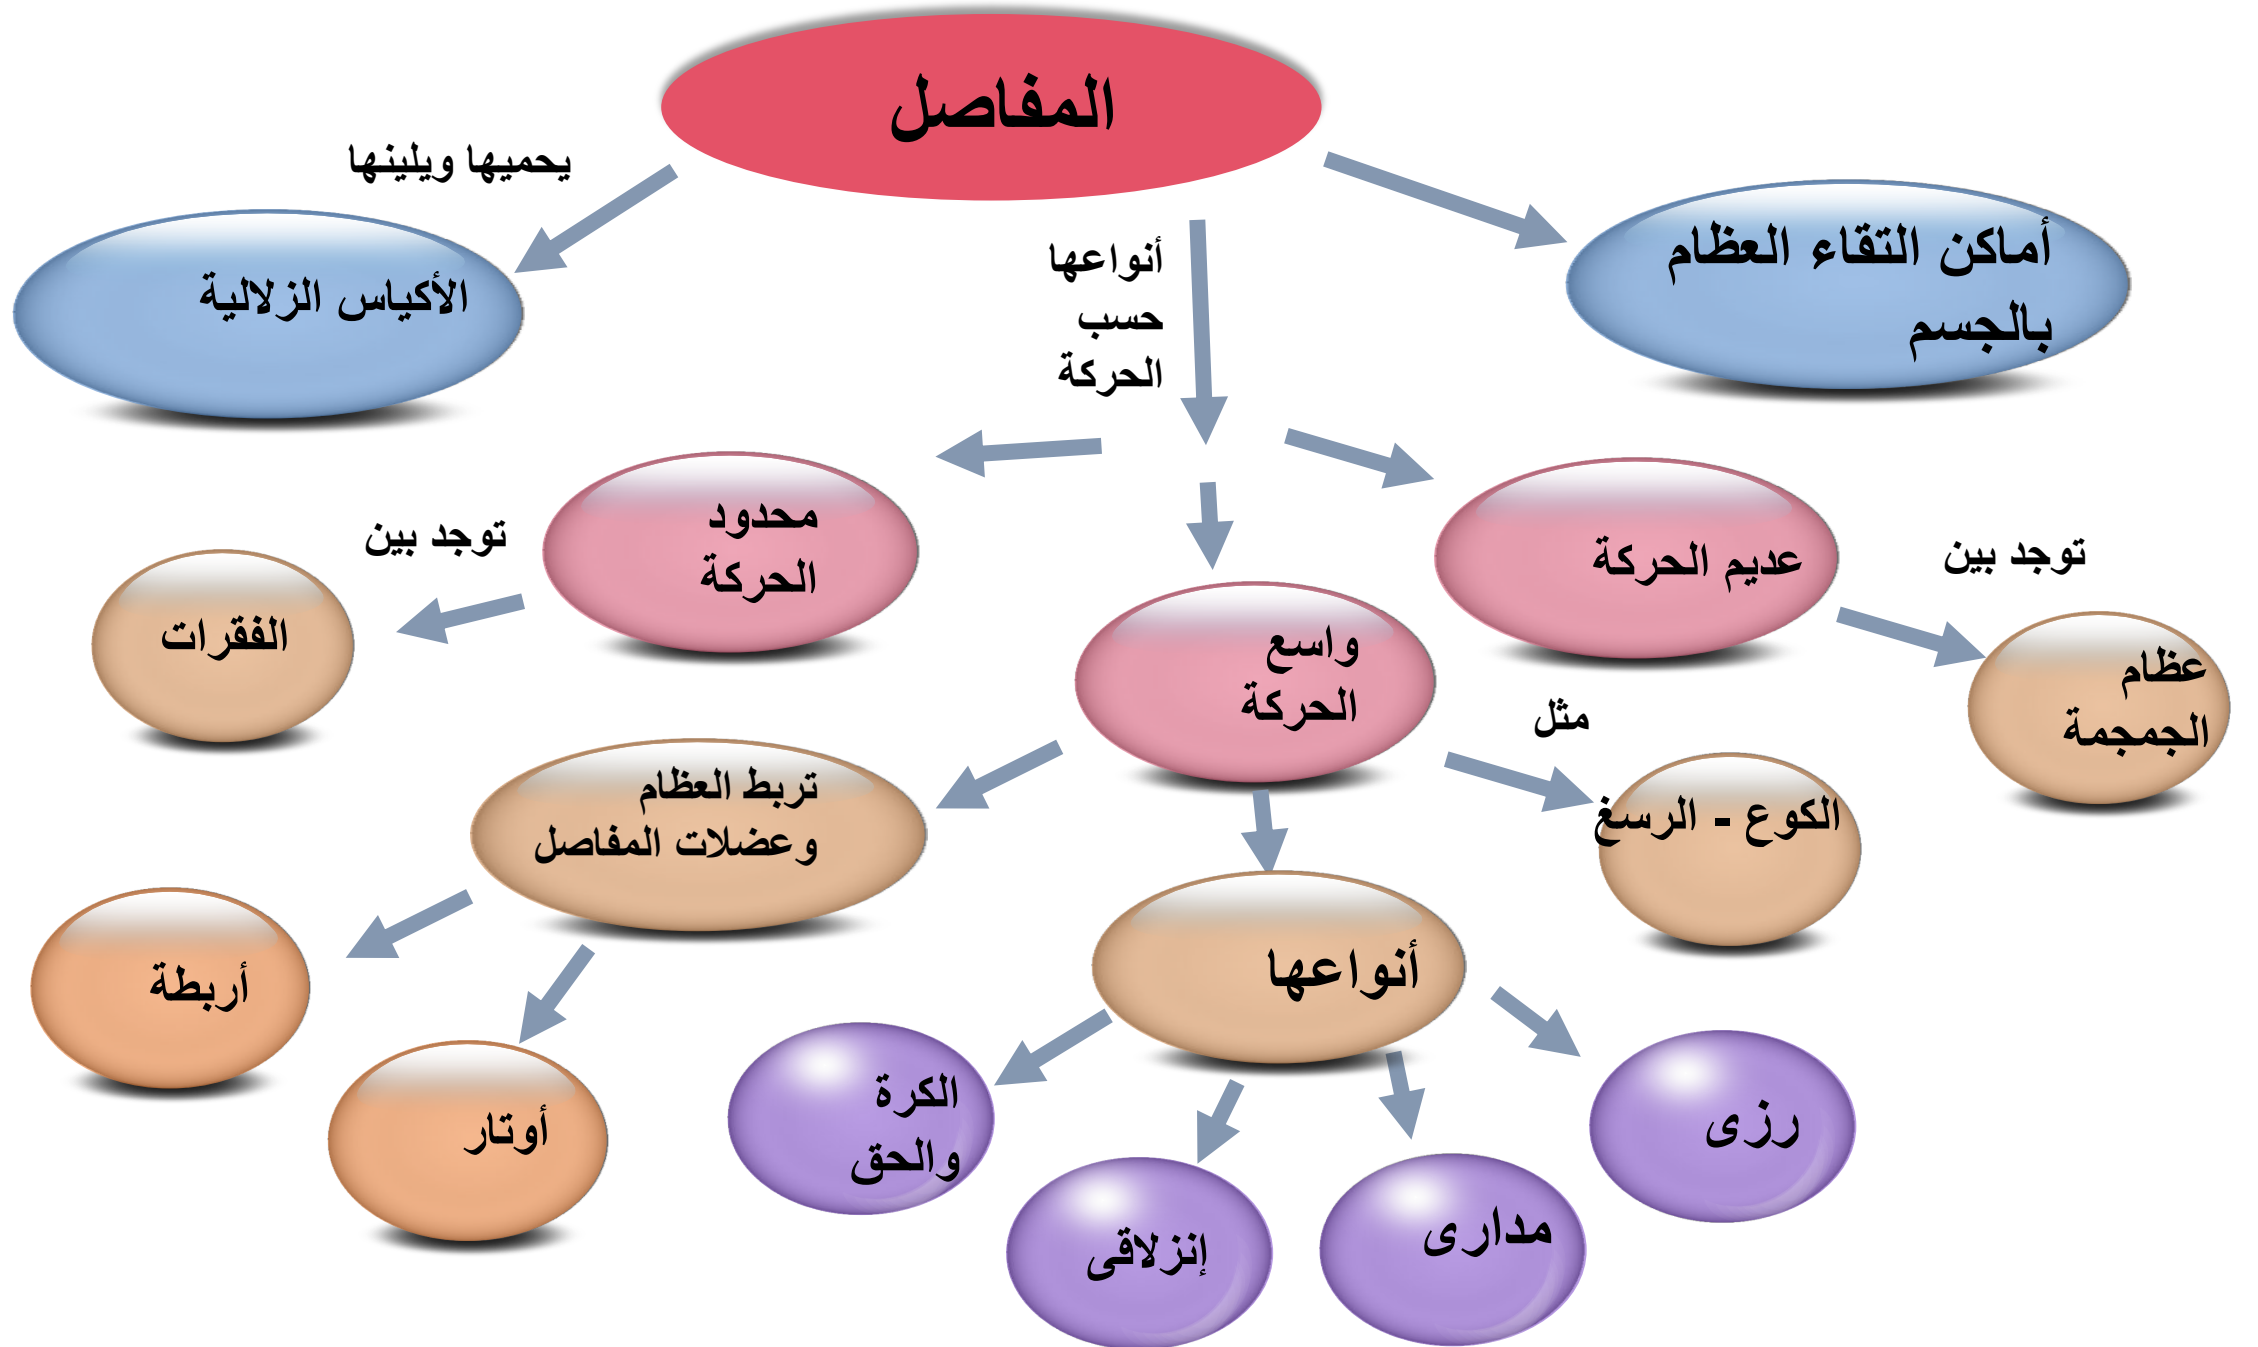 المفاصل
يحميها ويلينها
أماكن التقاء العظام
بالجسم
الأكياس الزلالية
أنواعها
حسب
الحركة
عديم الحركة
توجد بين
عظام
الجمجمة
محدود
الحركة
توجد بين
الفقرات
واسع
الحركة
مثل
الكوع - الرسغ
تربط العظام
وعضلات المفاصل
أربطة
أوتار
أنواعها
رزى
مدارى
إنزلاقى
الكرة
والحق